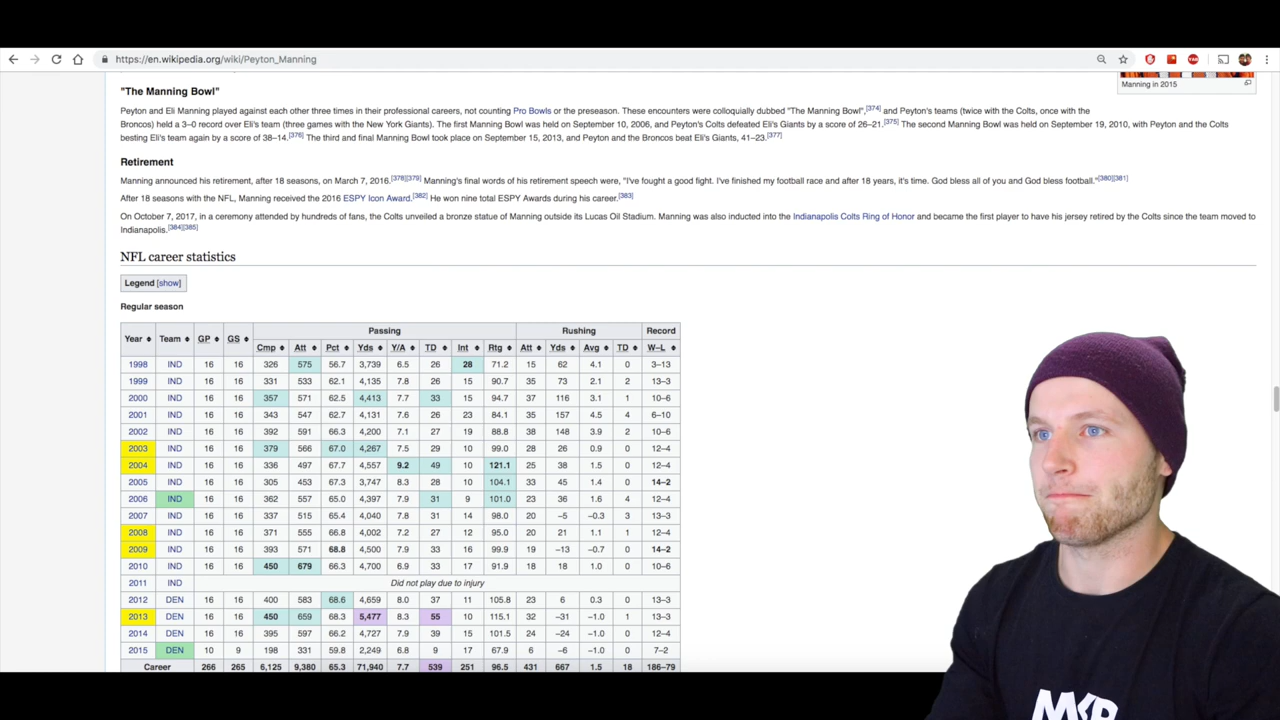 https://en.wikipedia.org/wiki/Peyton_Manning
"The Manning Bowl"
Manning in 2015
Peyton and Eli Manning played against each other three times in their professional careers, not counting Pro Bowls or the preseason. These encounters were colloquially dubbed "The Manning Bowl",[374] and Peyton's teams (twice with the Colts, once with the
Broncos) held a 3–0 record over Eli's team (three games with the New York Giants). The first Manning Bowl was held on September 10, 2006, and Peyton's Colts defeated Eli's Giants by a score of 26–21.[375] The second Manning Bowl was held on September 19, 2010, with Peyton and the Colts
besting Eli's team again by a score of 38–14.[376] The third and final Manning Bowl took place on September 15, 2013, and Peyton and the Broncos beat Eli's Giants, 41–23.[377]
Retirement
Manning announced his retirement, after 18 seasons, on March 7, 2016.[378][379] Manning's final words of his retirement speech were, "I've fought a good fight. I've finished my football race and after 18 years, it's time. God bless all of you and God bless football."[380][381]
After 18 seasons with the NFL, Manning received the 2016 ESPY Icon Award.[382] He won nine total ESPY Awards during his career.[383]
On October 7, 2017, in a ceremony attended by hundreds of fans, the Colts unveiled a bronze statue of Manning outside its Lucas Oil Stadium. Manning was also inducted into the Indianapolis Colts Ring of Honor and became the first player to have his jersey retired by the Colts since the team moved to
Indianapolis.[384][385]
NFL career statistics
Legend [show]
Regular season
Year Team GP GS Passing Rushing Record
Cmp Att Pct Yds Y/A TD Int Rtg Att Yds Avg TD W–L
1998 IND 16 16 326 575 56.7 3,739 6.5 26 28 71.2 15 62 4.1 0 3–13
1999 IND 16 16 331 533 62.1 4,135 7.8 26 15 90.7 35 73 2.1 2 13–3
2000 IND 16 16 357 571 62.5 4,413 7.7 33 15 94.7 37 116 3.1 1 10–6
2001 IND 16 16 343 547 62.7 4,131 7.6 26 23 84.1 35 157 4.5 4 6–10
2002 IND 16 16 392 591 66.3 4,200 7.1 27 19 88.8 38 148 3.9 2 10–6
2003 IND 16 16 379 566 67.0 4,267 7.5 29 10 99.0 28 26 0.9 0 12–4
2004 IND 16 16 336 497 67.7 4,557 9.2 49 10 121.1 25 38 1.5 0 12–4
2005 IND 16 16 305 453 67.3 3,747 8.3 28 10 104.1 33 45 1.4 0 14–2
2006 IND 16 16 362 557 65.0 4,397 7.9 31 9 101.0 23 36 1.6 4 12–4
2007 IND 16 16 337 515 65.4 4,040 7.8 31 14 98.0 20 –5 –0.3 3 13–3
2008 IND 16 16 371 555 66.8 4,002 7.2 27 12 95.0 20 21 1.1 1 12–4
2009 IND 16 16 393 571 68.8 4,500 7.9 33 16 99.9 19 –13 –0.7 0 14–2
2010 IND 16 16 450 679 66.3 4,700 6.9 33 17 91.9 18 18 1.0 0 10–6
2011 IND Did not play due to injury
2012 DEN 16 16 400 583 68.6 4,659 8.0 37 11 105.8 23 6 0.3 0 13–3
2013 DEN 16 16 450 659 68.3 5,477 8.3 55 10 115.1 32 –31 –1.0 1 13–3
2014 DEN 16 16 395 597 66.2 4,727 7.9 39 15 101.5 24 –24 –1.0 0 12–4
2015 DEN 10 9 198 331 59.8 2,249 6.8 9 17 67.9 6 –6 –1.0 0 7–2
Career 266 265 6,125 9,380 65.3 71,940 7.7 539 251 96.5 431 667 1.5 18 186–79